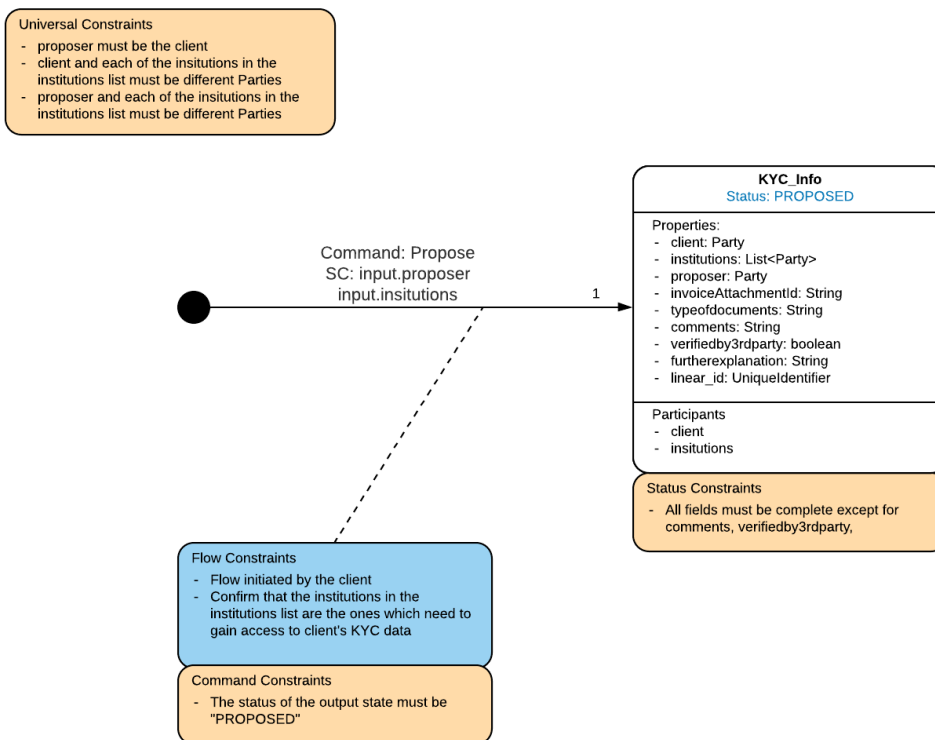 Universal Constraints
- proposer must be the client
- client and each of the insitutions in the
institutions list must be different Parties
- proposer and each of the insitutions in the
institutions list must be different Parties
Command: Propose
SC: input.proposer
input.insitutions
1
KYC_Info
Status: PROPOSED
Properties:
- client: Party
- institutions: List<Party>
- proposer: Party
- invoiceAttachmentId: String
- typeofdocuments: String
- comments: String
- verifiedby3rdparty: boolean
- furtherexplanation: String
- linear_id: UniqueIdentifier
Participants
- client
- insitutions
Status Constraints
- All fields must be complete except for
comments, verifiedby3rdparty,
Flow Constraints
- Flow initiated by the client
- Confirm that the institutions in the
institutions list are the ones which need to
gain access to client's KYC data
Command Constraints
- The status of the output state must be
"PROPOSED"